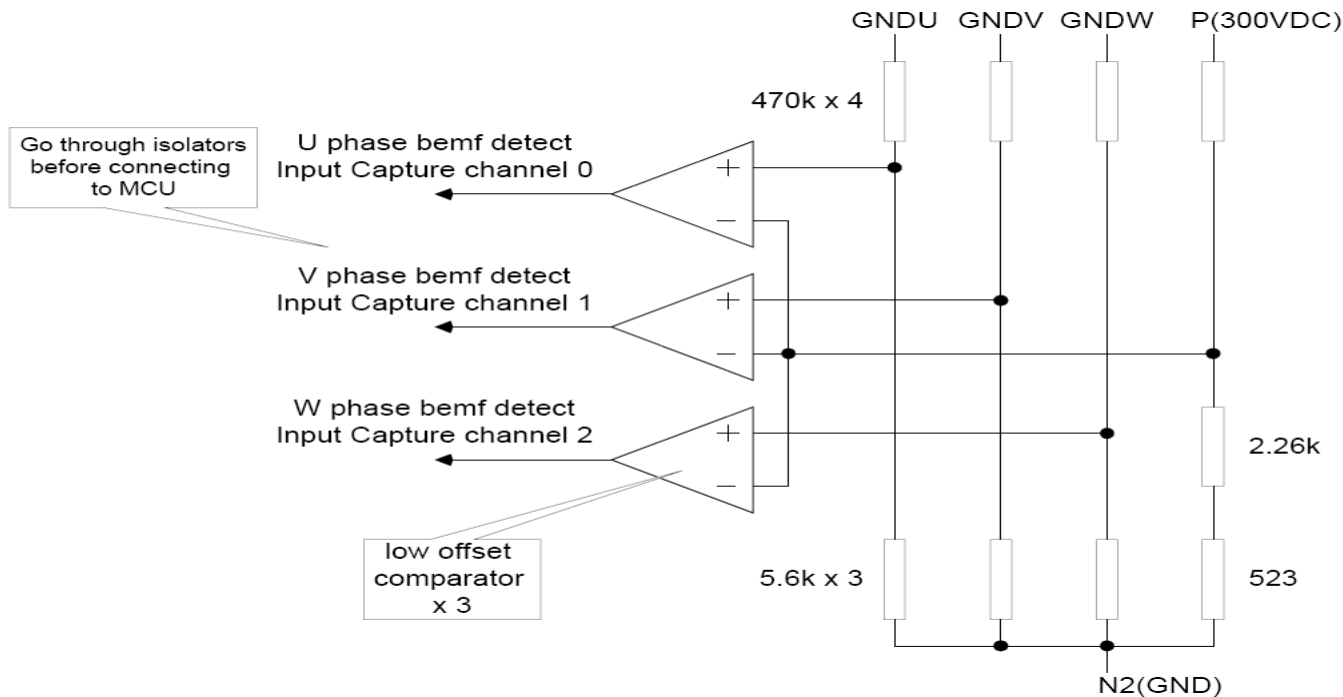 GNDU GNDV GNDW P(300VDC)
470k x 4
Go through isolators
before connecting
to MCU
U phase bemf detect
Input Capture channel 0
V phase bemf detect
Input Capture channel 1
W phase bemf detect
Input Capture channel 2
+
−
+
−
+
−
2.26k
low offset
comparator
x 3
5.6k x 3
523
N2(GND)